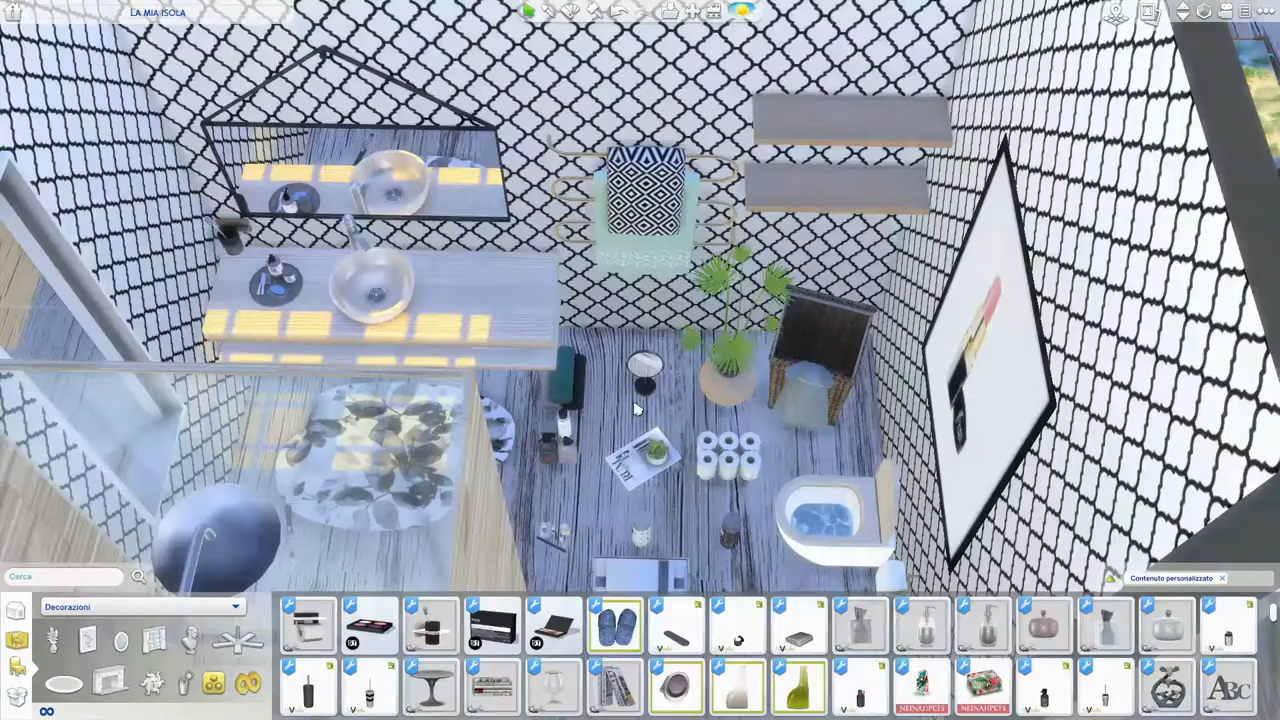 LA MIA ISOLA
Cerca
Contenuto personalizzato
Decorazioni
NEINAHPETS
NEINAHPETS
ABC